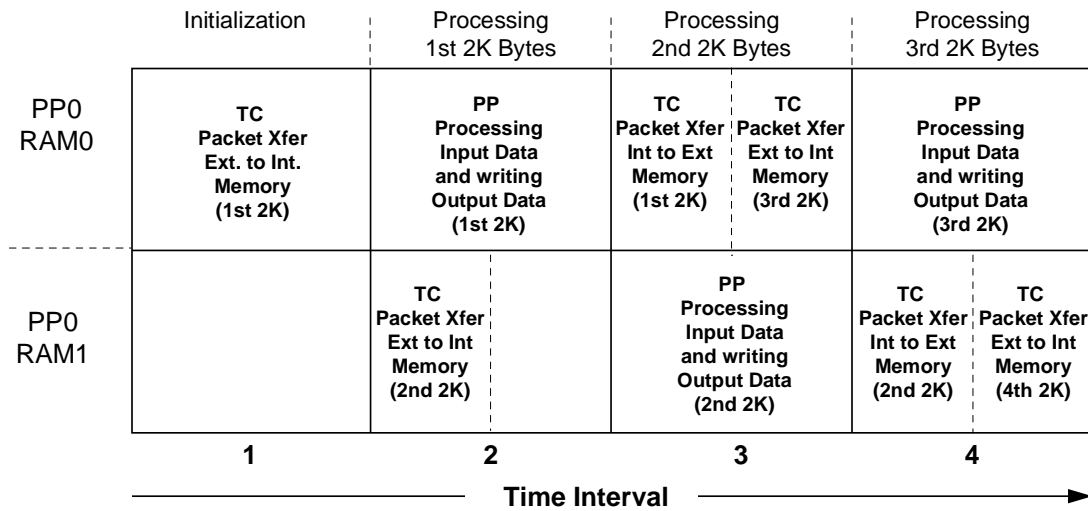 Initialization
Processing
1st 2K Bytes
Processing
2nd 2K Bytes
Processing
3rd 2K Bytes
PP0
RAM0
TC
Packet Xfer
Ext. to Int.
Memory
(1st 2K)
PP
Processing
Input Data
and writing
Output Data
(1st 2K)
TC
Packet Xfer
Int to Ext
Memory
(1st 2K)
TC
Packet Xfer
Ext to Int
Memory
(3rd 2K)
PP
Processing
Input Data
and writing
Output Data
(3rd 2K)
PP0
RAM1
TC
Packet Xfer
Ext to Int
Memory
(2nd 2K)
PP
Processing
Input Data
and writing
Output Data
(2nd 2K)
TC
Packet Xfer
Int to Ext
Memory
(2nd 2K)
TC
Packet Xfer
Ext to Int
Memory
(4th 2K)
1
2
3
4
Time Interval